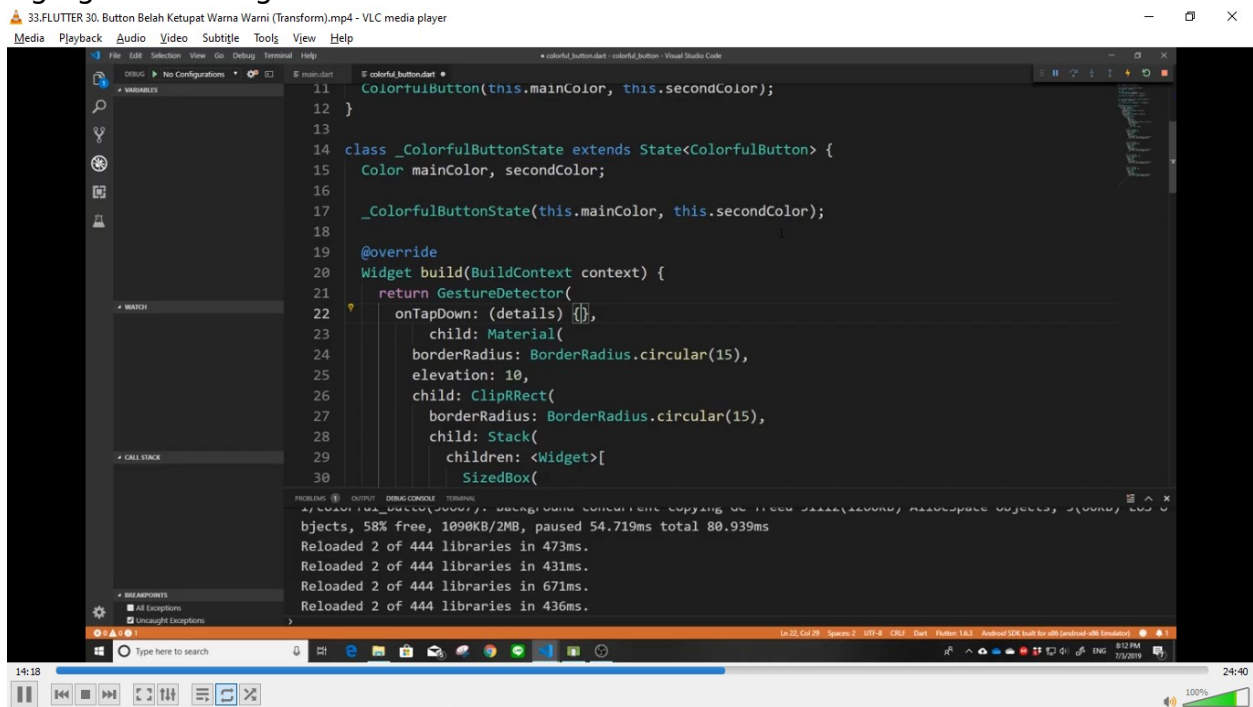 33.FLUTTER 30. Button Belah Ketupat Warna Warni (Transform).mp4 - VLC media player
Media Playback Audio Video Subtitle Tools View Help
File Edit Selection View Go Debug Terminal Help
● colorful_button.dart - colorful_button - Visual Studio Code
DEBUG No Configurations
main.dart
colorful_button.dart ●
VARIABLES
WATCH
CALL STACK
BREAKPOINTS
All Exceptions
Uncaught Exceptions
11 ColorfulButton(this.mainColor, this.secondColor);
12 }
13
14 class _ColorfulButtonState extends State<ColorfulButton> {
15 Color mainColor, secondColor;
16
17 _ColorfulButtonState(this.mainColor, this.secondColor);
18
19 @override
20 Widget build(BuildContext context) {
21 return GestureDetector(
22 onTapDown: (details) {},
23 child: Material(
24 borderRadius: BorderRadius.circular(15),
25 elevation: 10,
26 child: ClipRRect(
27 borderRadius: BorderRadius.circular(15),
28 child: Stack(
29 children: <Widget>[
30 SizedBox(
PROBLEMS 1 OUTPUT DEBUG CONSOLE TERMINAL
bjects, 58% free, 1090KB/2MB, paused 54.719ms total 80.939ms
Reloaded 2 of 444 libraries in 473ms.
Reloaded 2 of 444 libraries in 431ms.
Reloaded 2 of 444 libraries in 671ms.
Reloaded 2 of 444 libraries in 436ms.
Ln 22, Col 29 Spaces: 2 UTF-8 CRLF Dart Flutter: 1.6.3 Android SDK built for x86 (android-x86 Emulator) 1
Type here to search
ENG
8:12 PM
7/3/2019
14:18
24:40
100%